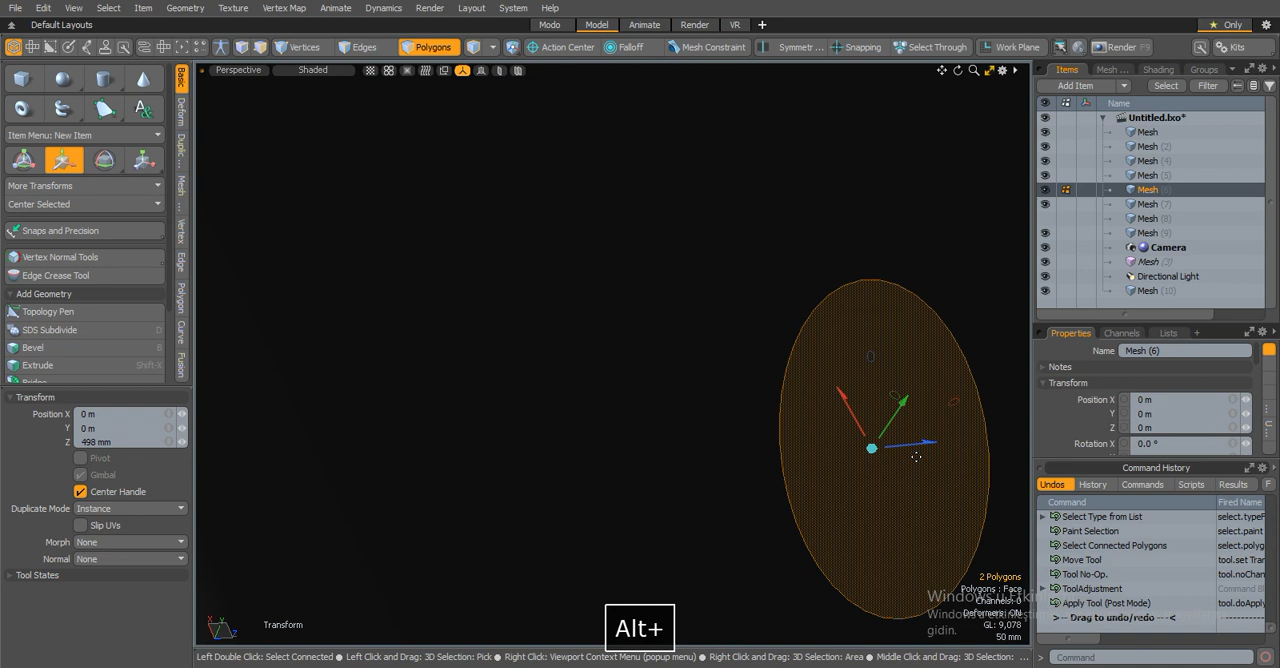 File Edit View Select Item Geometry Texture Vertex Map Animate Dynamics Render Layout System Help
Default Layouts Modo Model Animate Render VR + Only
Vertices Edges Polygons Action Center Falloff Mesh Constraint Symmetr ... Snapping Select Through Work Plane Render F9 Kits
Perspective Shaded
Items Mesh ... Shading Groups
Add Item Select Filter
Name
Untitled.lxo*
Mesh
Mesh (2)
Mesh (4)
Mesh (5)
Mesh (6)
Mesh (7)
Mesh (8)
Mesh (9)
Camera
Mesh (3)
Directional Light
Mesh (10)
Basic
Deform
Duplic ...
Mesh ...
Vertex
Edge
Polygon
Curve
Fusion
Item Menu: New Item
More Transforms
Center Selected
Snaps and Precision
Vertex Normal Tools
Edge Crease Tool
Add Geometry
Topology Pen
SDS Subdivide D
Bevel B
Extrude Shift-X
Transform
Position X 0 m
Y 0 m
Z 498 mm
Pivot
Gimbal
Center Handle
Duplicate Mode Instance
Slip UVs
Morph None
Normal None
Tool States
Properties Channels Lists +
Name Mesh (6)
Notes
Transform
Position X 0 m
Y 0 m
Z 0 m
Rotation X 0.0 °
Command History
Undos History Commands Scripts Results F
Command Fired Name
Select Type from List select.typeF
Paint Selection select.paint
Select Connected Polygons select.polyg
Move Tool tool.set Tran
Tool No-Op. tool.noChan
ToolAdjustment Command Bl
Apply Tool (Post Mode) tool.doApply
>-- Drag to undo/redo ---<
Command
2 Polygons
Polygons : Face
Channels: 0
Deformers: ON
GL: 9,078
50 mm
gidin.
X Y Z
Transform
Alt+
Left Double Click: Select Connected ● Left Click and Drag: 3D Selection: Pick ● Right Click: Viewport Context Menu (popup menu) ● Right Click and Drag: 3D Selection: Area ● Middle Click and Drag: 3D Selection: ...